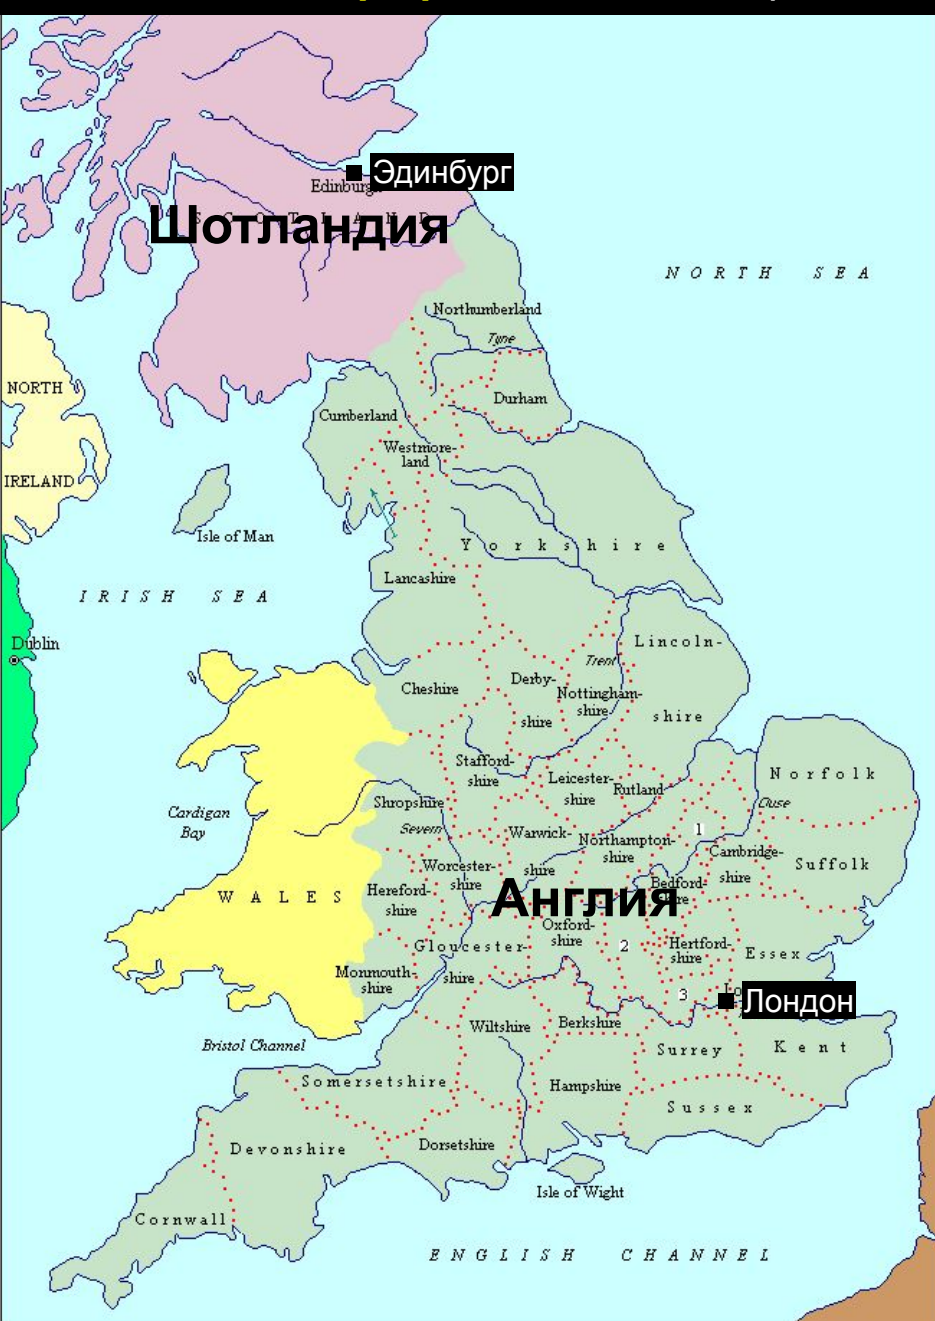 Эдинбург
Edinburgh
SCOTLAND
Шотландия
NORTH SEA
Northumberland
Tyne
NORTH
Durham
Cumberland
Westmore-
land
IRELAND
Isle of Man
Yorkshire
Lancashire
IRISH SEA
Dublin
Lincoln-
shire
Trent
Cheshire
Derby-
shire
Nottingham-
shire
Stafford-
shire
Leicester-
shire
Rutland
Norfolk
Shropshire
Ouse
Cardigan
Bay
Severn
1
Warwick-
shire
Northampton-
shire
Cambridge-
shire
Suffolk
Worcester-
shire
WALES
Hereford-
shire
Bedford-
shire
Англия
Oxford-
shire
2
Hertford-
shire
Essex
Gloucester-
shire
Monmouth-
shire
3
Лондон
Wiltshire
Berkshire
Surrey
Kent
Bristol Channel
Somersetshire
Hampshire
Sussex
Devonshire
Dorsetshire
Isle of Wight
Cornwall
ENGLISH CHANNEL